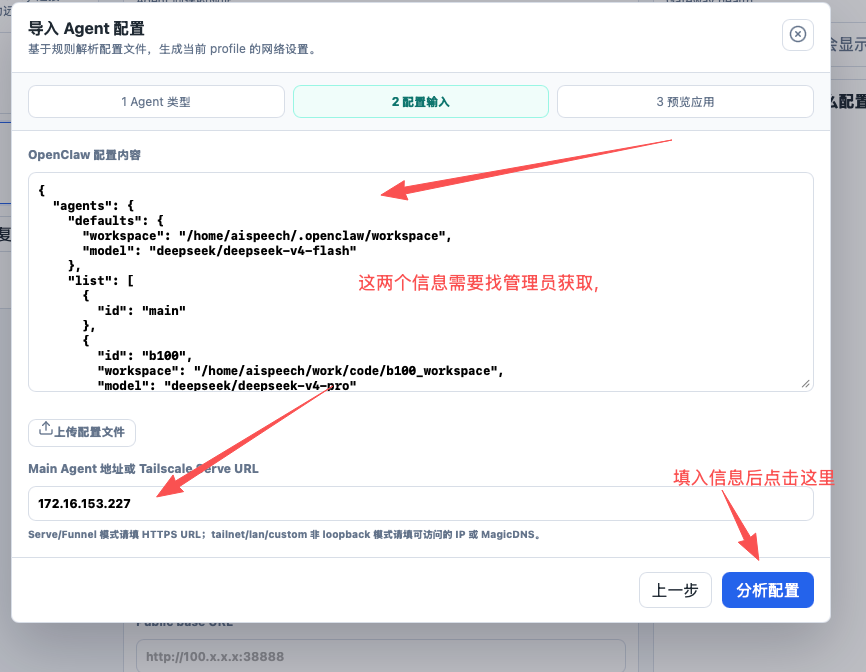 导入 Agent 配置
基于规则解析配置文件，生成当前 profile 的网络设置。
会显示
么配置
1 Agent 类型
2 配置输入
3 预览应用
OpenClaw 配置内容
{
"agents": {
"defaults": {
"workspace": "/home/aispeech/.openclaw/workspace",
"model": "deepseek/deepseek-v4-flash"
},
"list": [
{
"id": "main"
},
{
"id": "b100",
"workspace": "/home/aispeech/work/code/b100_workspace",
"model": "deepseek/deepseek-v4-pro"
这两个信息需要找管理员获取,
上传配置文件
Main Agent 地址或 Tailscale Serve URL
172.16.153.227
填入信息后点击这里
Serve/Funnel 模式请填 HTTPS URL；tailnet/lan/custom 非 loopback 模式请填可访问的 IP 或 MagicDNS。
上一步
分析配置
Public Base URL
http://100.x.x.x:38888